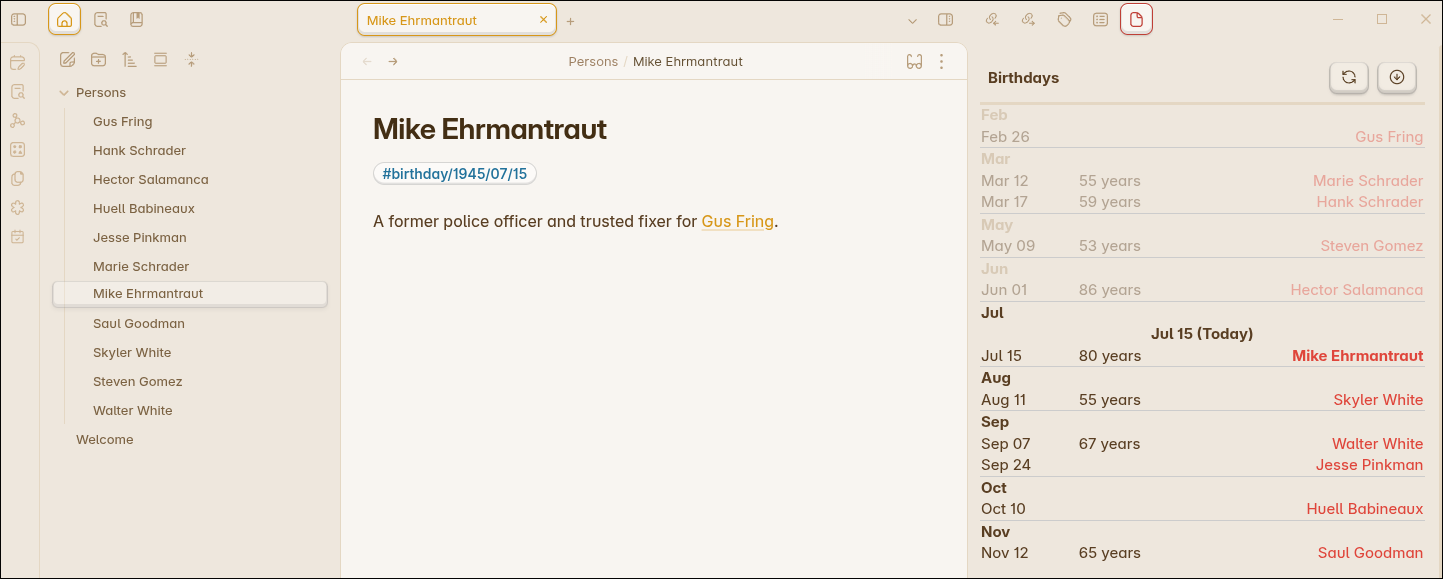 Mike Ehrmantraut
Persons
Gus Fring
Hank Schrader
Hector Salamanca
Huell Babineaux
Jesse Pinkman
Marie Schrader
Mike Ehrmantraut
Saul Goodman
Skyler White
Steven Gomez
Walter White
Welcome
Persons / Mike Ehrmantraut
Mike Ehrmantraut
#birthday/1945/07/15
A former police officer and trusted fixer for Gus Fring.
Birthdays
Feb
Feb 26 Gus Fring
Mar
Mar 12 55 years Marie Schrader
Mar 17 59 years Hank Schrader
May
May 09 53 years Steven Gomez
Jun
Jun 01 86 years Hector Salamanca
Jul
Jul 15 (Today)
Jul 15 80 years Mike Ehrmantraut
Aug
Aug 11 55 years Skyler White
Sep
Sep 07 67 years Walter White
Sep 24 Jesse Pinkman
Oct
Oct 10 Huell Babineaux
Nov
Nov 12 65 years Saul Goodman